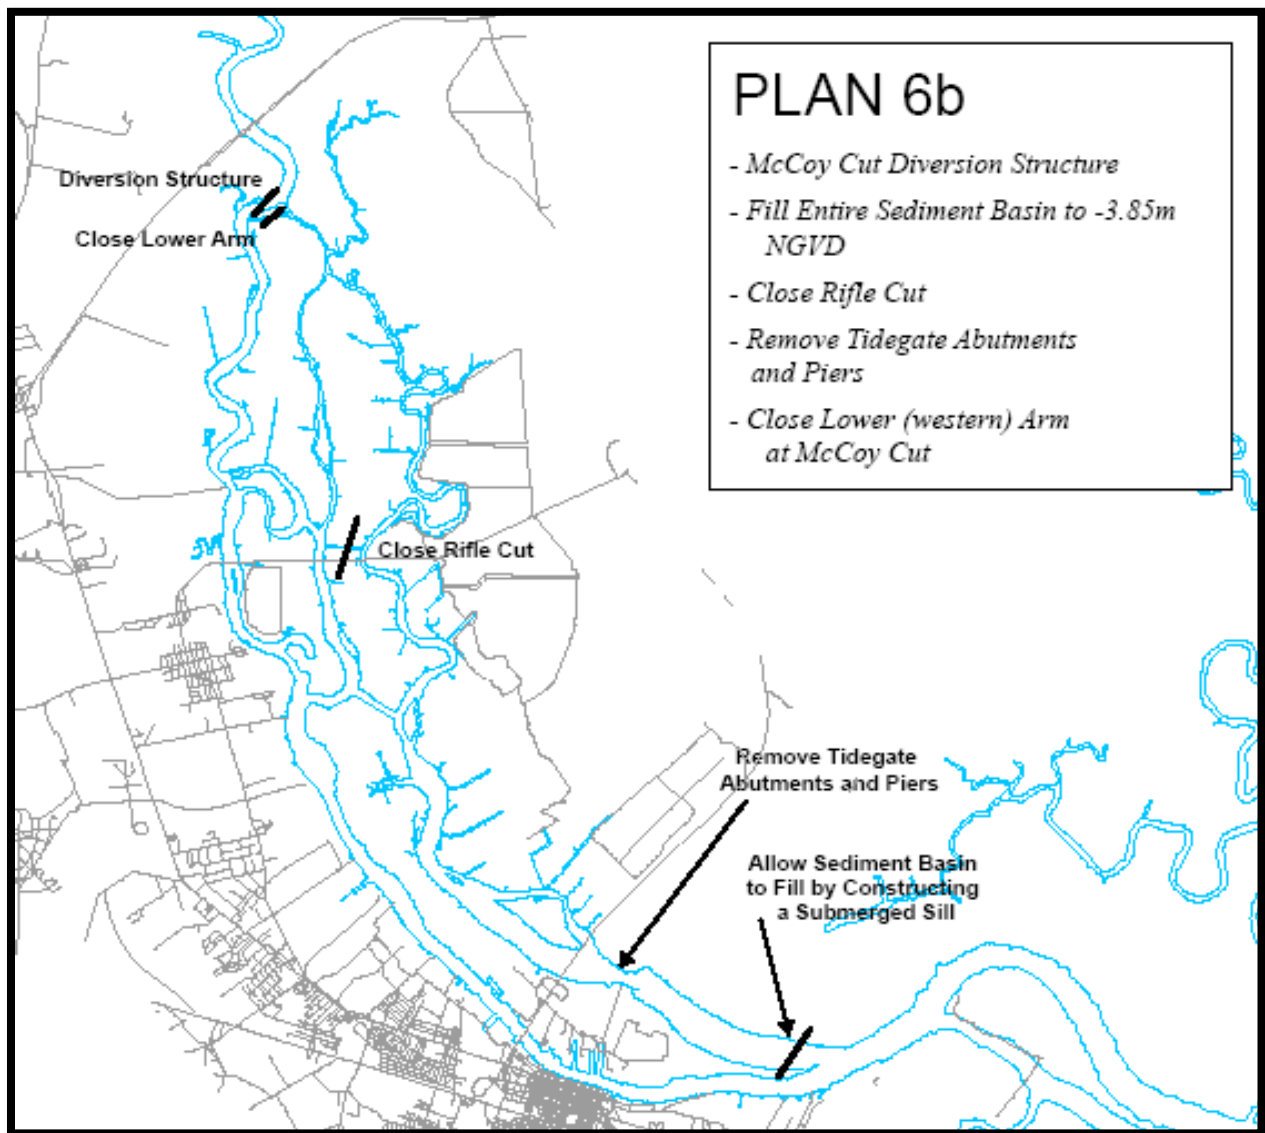 PLAN 6b
- McCoy Cut Diversion Structure
- Fill Entire Sediment Basin to -3.85m
NGVD
- Close Rifle Cut
- Remove Tidegate Abutments
and Piers
- Close Lower (western) Arm
at McCoy Cut
Diversion Structure
Close Lower Arm
Close Rifle Cut
Remove Tidegate
Abutments and Piers
Allow Sediment Basin
to Fill by Constructing
a Submerged Sill